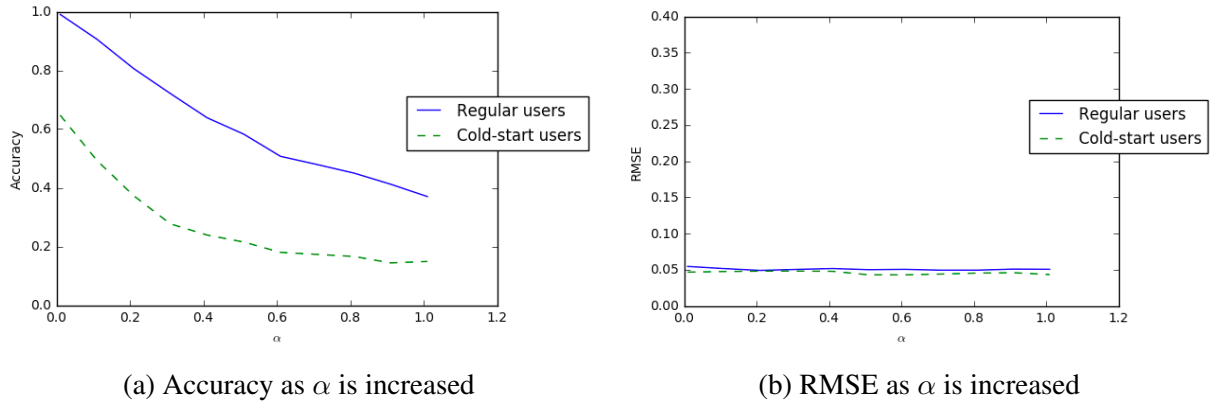 1.0
0.8
0.6
0.4
0.2
0.0
Accuracy
0.0 0.2 0.4 0.6 0.8 1.0 1.2
α
Regular users
Cold-start users
(a) Accuracy as α is increased
0.40
0.35
0.30
0.25
0.20
0.15
0.10
0.05
0.00
RMSE
0.0 0.2 0.4 0.6 0.8 1.0 1.2
α
Regular users
Cold-start users
(b) RMSE as α is increased